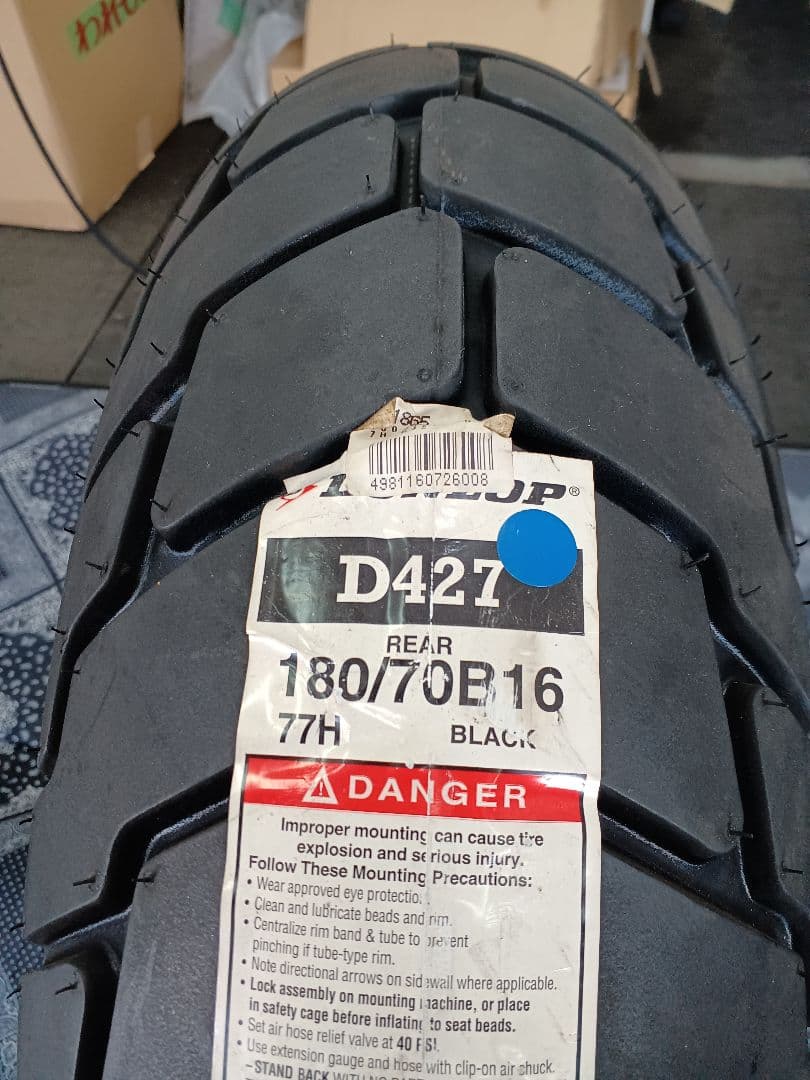 1865
4981160726008
DUNLOP®
D427
REAR
180/70B16
77H BLACK
DANGER
Improper mounting can cause tire
explosion and serious injury.
Follow These Mounting Precautions:
• Wear approved eye protection.
• Clean and lubricate beads and rim.
• Centralize rim band & tube to prevent
pinching if tube-type rim.
• Note directional arrows on sidewall where applicable.
• Lock assembly on mounting machine, or place
in safety cage before inflating to seat beads.
• Set air hose relief valve at 40 PSI.
• Use extension gauge and hose with clip-on air chuck.
–STAND BACK WITH NO